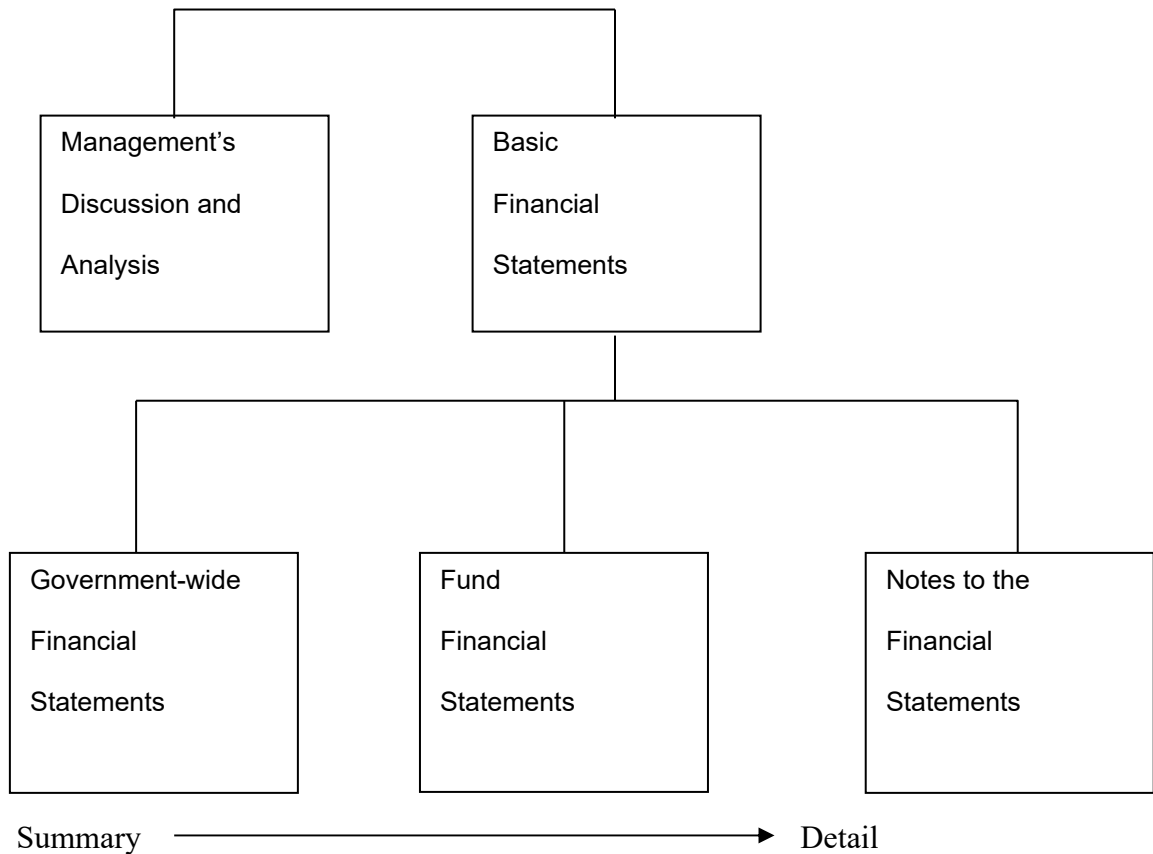 Management's
Discussion and
Analysis
Basic
Financial
Statements
Government-wide
Financial
Statements
Fund
Financial
Statements
Notes to the
Financial
Statements
Summary
Detail